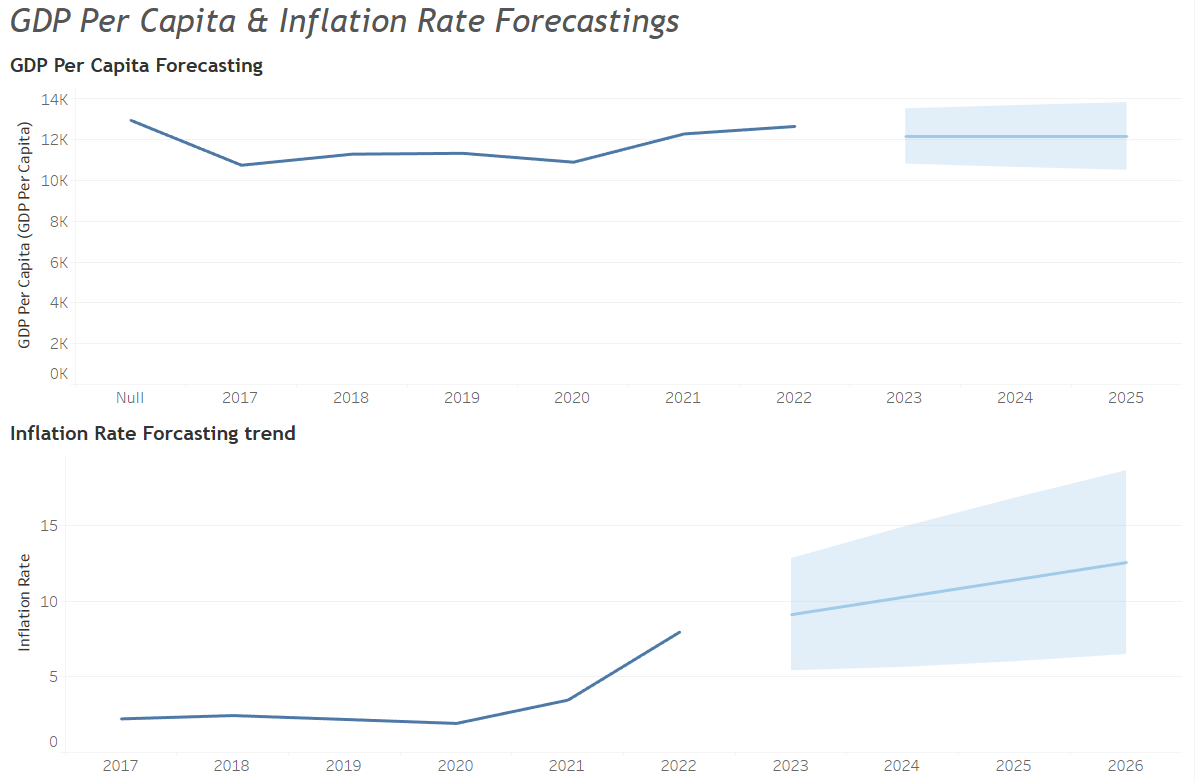 GDP Per Capita & Inflation Rate Forecastings
GDP Per Capita Forecasting
GDP Per Capita (GDP Per Capita)
14K
12K
10K
8K
6K
4K
2K
0K
Null 2017 2018 2019 2020 2021 2022 2023 2024 2025
Inflation Rate Forcasting trend
Inflation Rate
15
10
5
0
2017 2018 2019 2020 2021 2022 2023 2024 2025 2026